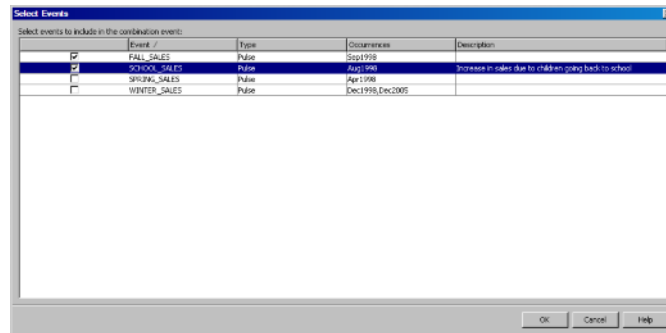 Select Events
Select events to include in the combination event:
Event / Type Occurrences Description
FALL_SALES Pulse Sep1998
SCHOOL_SALES Pulse Aug1998 Increase in sales due to children going back to school
SPRING_SALES Pulse Apr1998
WINTER_SALES Pulse Dec1998,Dec2005
OK Cancel Help